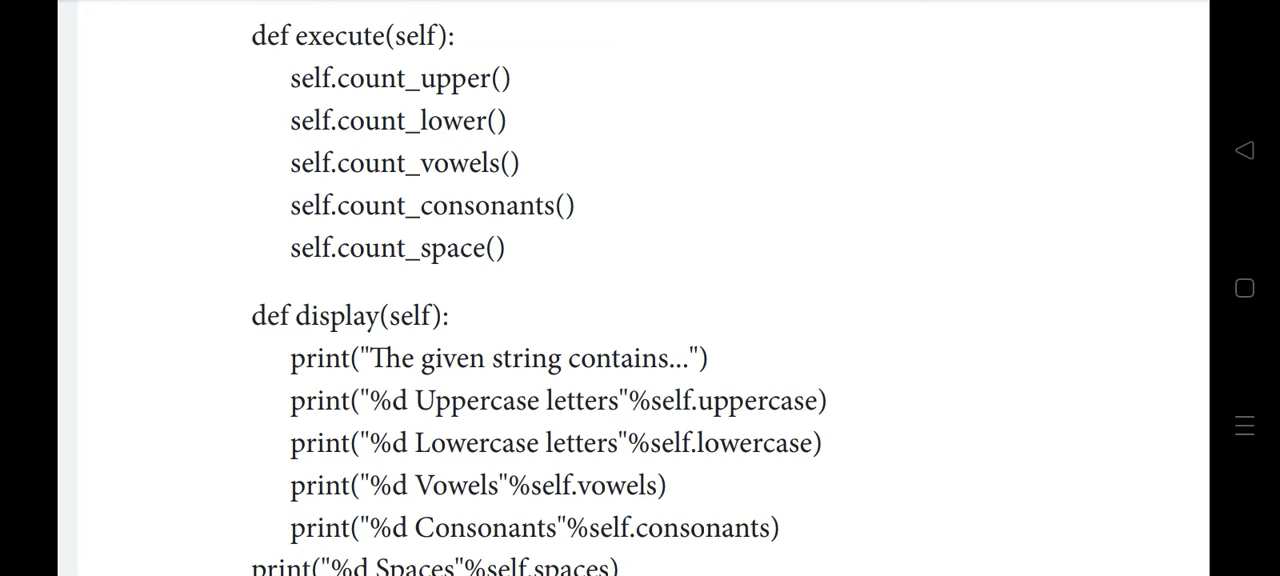 def execute(self):
self.count_upper()
self.count_lower()
self.count_vowels()
self.count_consonants()
self.count_space()
def display(self):
print("The given string contains...")
print("%d Uppercase letters"%self.uppercase)
print("%d Lowercase letters"%self.lowercase)
print("%d Vowels"%self.vowels)
print("%d Consonants"%self.consonants)
print("%d Spaces"%self.spaces)